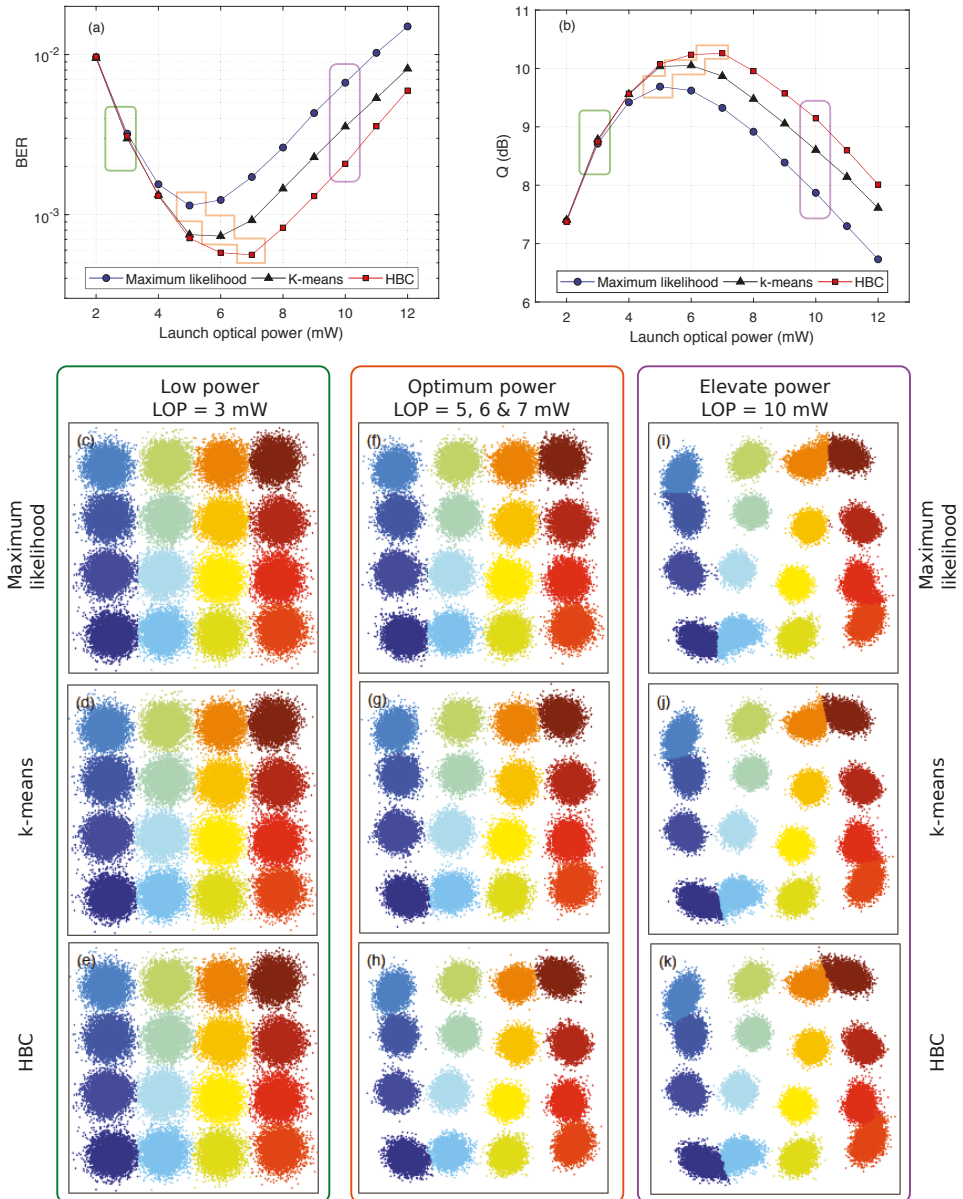 (a)
10⁻²
10⁻³
BER
2 4 6 8 10 12
Launch optical power (mW)
Maximum likelihood K-means HBC
(b)
11
10
9
8
7
6
Q (dB)
2 4 6 8 10 12
Launch optical power (mW)
Maximum likelihood k-means HBC
Low power
LOP = 3 mW
Optimum power
LOP = 5, 6 & 7 mW
Elevate power
LOP = 10 mW
Maximum
likelihood
(c)
(f)
(i)
Maximum
likelihood
k-means
(d)
(g)
(j)
k-means
HBC
(e)
(h)
(k)
HBC